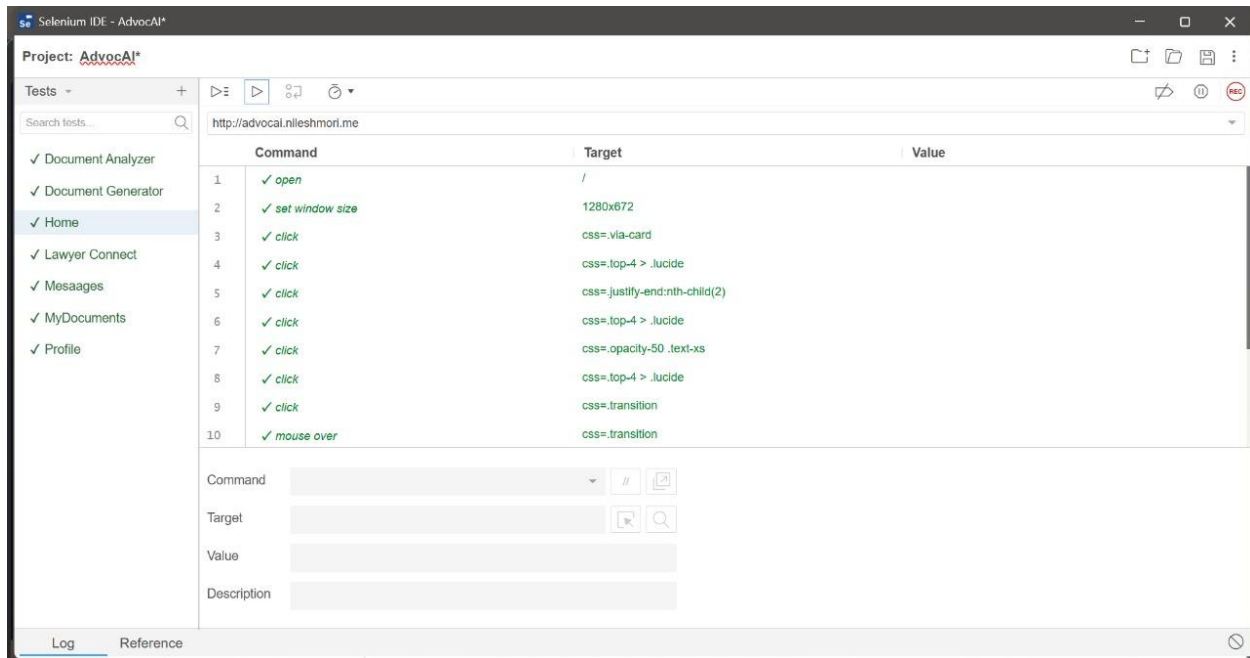 Se Selenium IDE - AdvocAI*
Project: AdvocAI*
Tests
Search tests...
http://advocai.nileshmori.me
Command Target Value
✓ Document Analyzer
✓ Document Generator
✓ Home
✓ Lawyer Connect
✓ Mesaages
✓ MyDocuments
✓ Profile
1 ✓ open /
2 ✓ set window size 1280x672
3 ✓ click css=.via-card
4 ✓ click css=.top-4 > .lucide
5 ✓ click css=.justify-end:nth-child(2)
6 ✓ click css=.top-4 > .lucide
7 ✓ click css=.opacity-50 .text-xs
8 ✓ click css=.top-4 > .lucide
9 ✓ click css=.transition
10 ✓ mouse over css=.transition
REC
Command //
Target
Value
Description
Log Reference